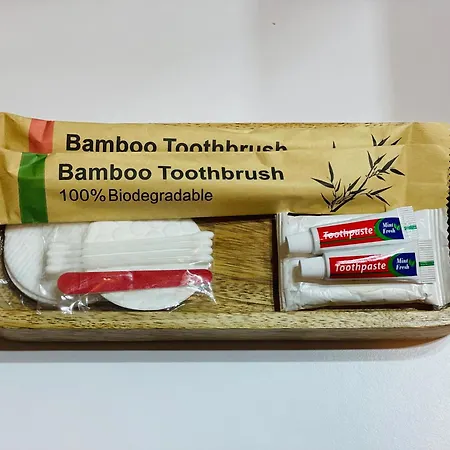 Bamboo Toothbrush
Bamboo Toothbrush
100% Biodegradable
Toothpaste
Mint
Fresh
Toothpaste
Mint
Fresh